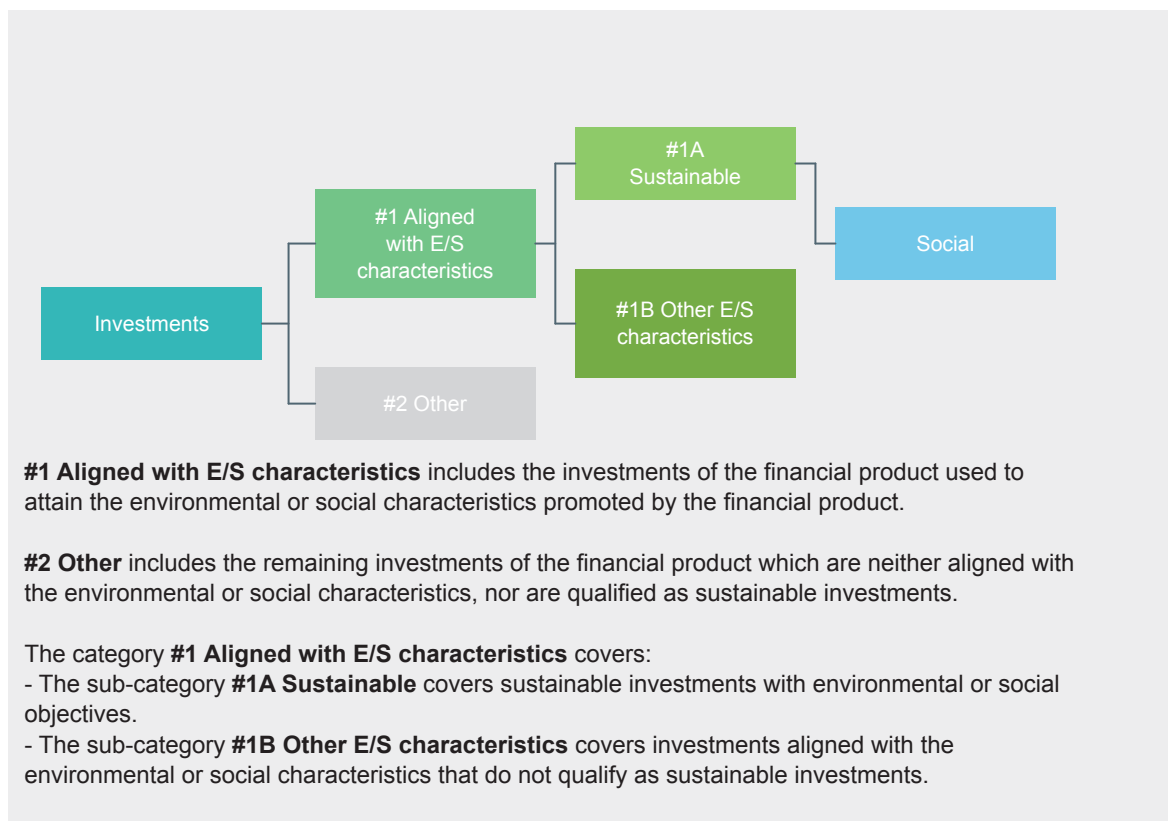 #1A
Sustainable
#1 Aligned
with E/S
characteristics
Social
Investments
#1B Other E/S
characteristics
#2 Other
#1 Aligned with E/S characteristics includes the investments of the financial product used to
attain the environmental or social characteristics promoted by the financial product.
#2 Other includes the remaining investments of the financial product which are neither aligned with
the environmental or social characteristics, nor are qualified as sustainable investments.
The category #1 Aligned with E/S characteristics covers:
- The sub-category #1A Sustainable covers sustainable investments with environmental or social
objectives.
- The sub-category #1B Other E/S characteristics covers investments aligned with the
environmental or social characteristics that do not qualify as sustainable investments.